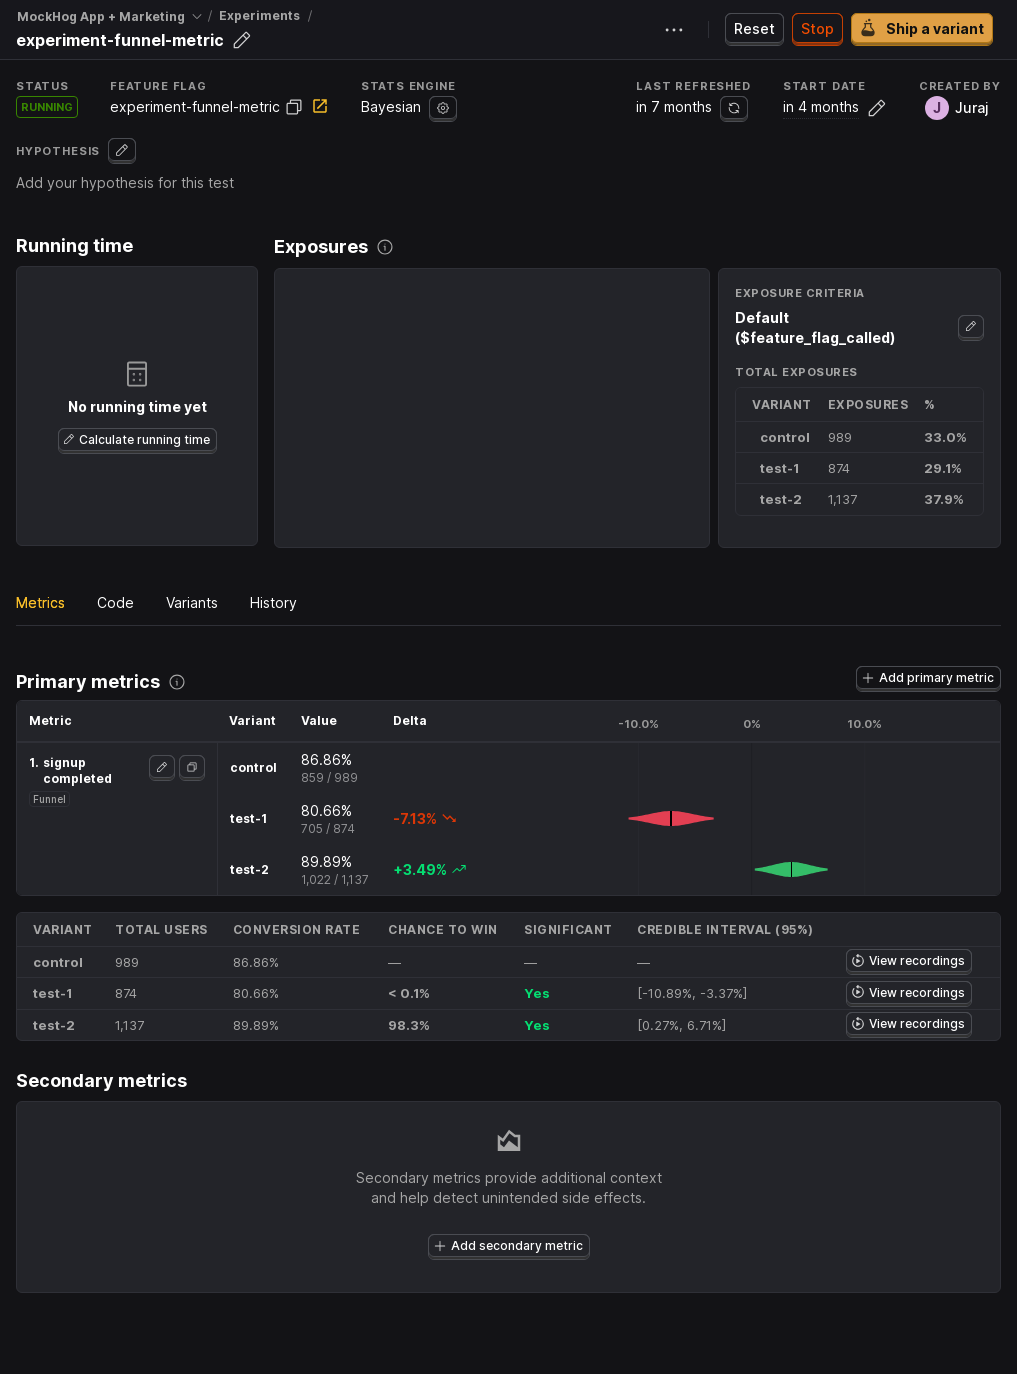 MockHog App + Marketing / Experiments /
experiment-funnel-metric
Reset
Stop
Ship a variant
STATUS
RUNNING
FEATURE FLAG
experiment-funnel-metric
STATS ENGINE
Bayesian
LAST REFRESHED
in 7 months
START DATE
in 4 months
CREATED BY
J Juraj
HYPOTHESIS
Add your hypothesis for this test
Running time
No running time yet
Calculate running time
Exposures
EXPOSURE CRITERIA
Default
($feature_flag_called)
TOTAL EXPOSURES
VARIANT EXPOSURES %
control 989 33.0%
test-1 874 29.1%
test-2 1,137 37.9%
Metrics Code Variants History
Primary metrics
Add primary metric
Metric Variant Value Delta -10.0% 0% 10.0%
1. signup
completed
Funnel
control 86.86%
859 / 989
test-1 80.66% -7.13%
705 / 874
test-2 89.89% +3.49%
1,022 / 1,137
VARIANT TOTAL USERS CONVERSION RATE CHANCE TO WIN SIGNIFICANT CREDIBLE INTERVAL (95%)
control 989 86.86% — — — View recordings
test-1 874 80.66% < 0.1% Yes [-10.89%, -3.37%] View recordings
test-2 1,137 89.89% 98.3% Yes [0.27%, 6.71%] View recordings
Secondary metrics
Secondary metrics provide additional context
and help detect unintended side effects.
Add secondary metric